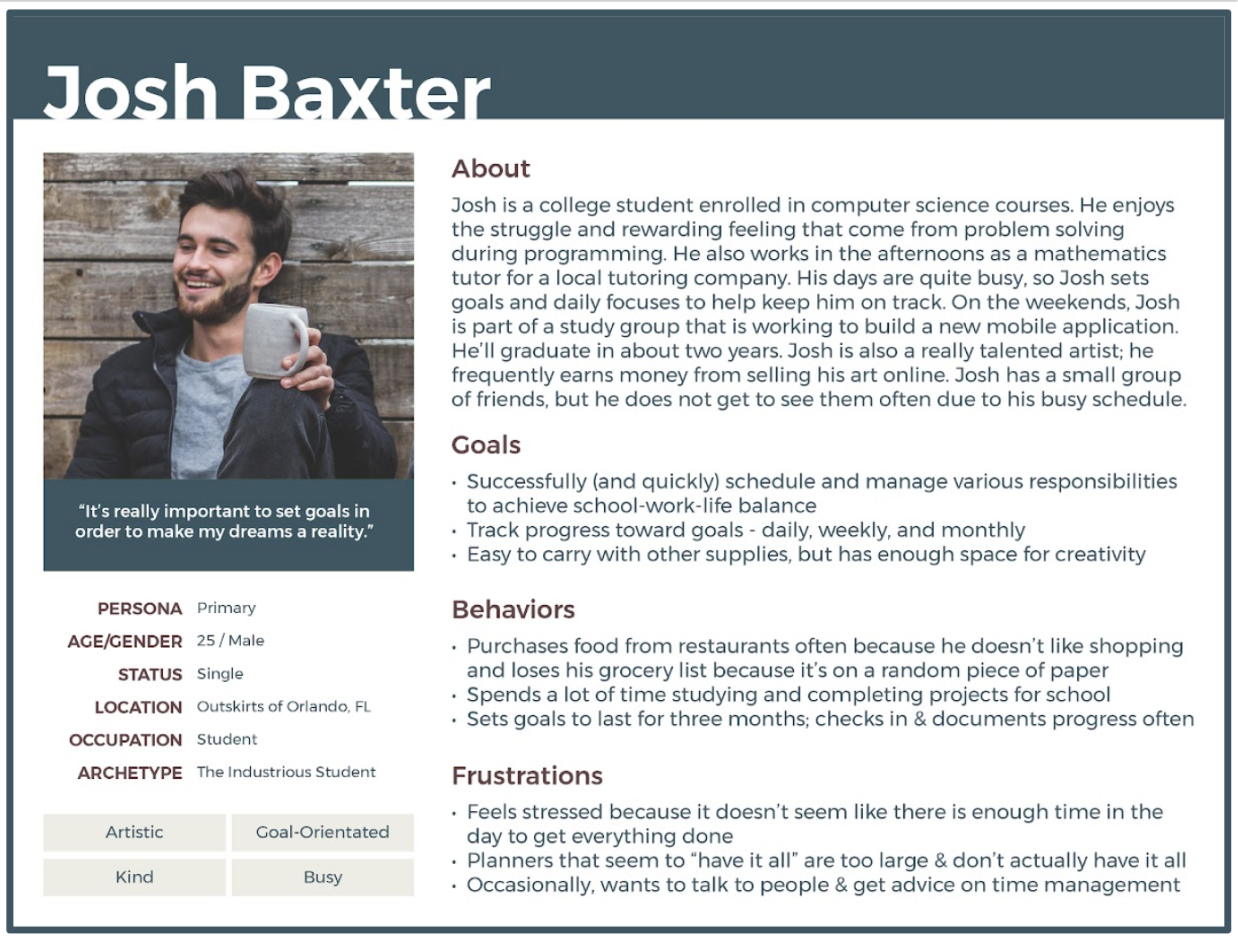 Josh Baxter
"It's really important to set goals in
order to make my dreams a reality."
PERSONA Primary
AGE/GENDER 25 / Male
STATUS Single
LOCATION Outskirts of Orlando, FL
OCCUPATION Student
ARCHETYPE The Industrious Student
Artistic Goal-Orientated
Kind Busy
About
Josh is a college student enrolled in computer science courses. He enjoys
the struggle and rewarding feeling that come from problem solving
during programming. He also works in the afternoons as a mathematics
tutor for a local tutoring company. His days are quite busy, so Josh sets
goals and daily focuses to help keep him on track. On the weekends, Josh
is part of a study group that is working to build a new mobile application.
He'll graduate in about two years. Josh is also a really talented artist; he
frequently earns money from selling his art online. Josh has a small group
of friends, but he does not get to see them often due to his busy schedule.
Goals
• Successfully (and quickly) schedule and manage various responsibilities
to achieve school-work-life balance
• Track progress toward goals - daily, weekly, and monthly
• Easy to carry with other supplies, but has enough space for creativity
Behaviors
• Purchases food from restaurants often because he doesn't like shopping
and loses his grocery list because it's on a random piece of paper
• Spends a lot of time studying and completing projects for school
• Sets goals to last for three months; checks in & documents progress often
Frustrations
• Feels stressed because it doesn't seem like there is enough time in the
day to get everything done
• Planners that seem to "have it all" are too large & don't actually have it all
• Occasionally, wants to talk to people & get advice on time management